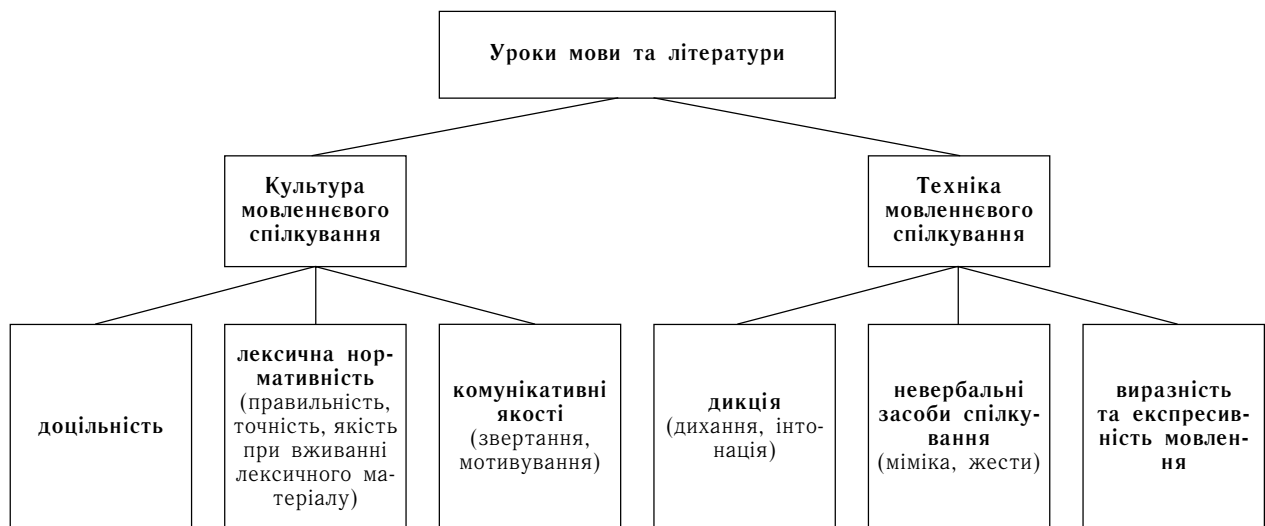 Уроки мови та літератури
Культура
мовленнєвого
спілкування
Техніка
мовленнєвого
спілкування
доцільність
лексична нор-
мативність
(правильність,
точність, якість
при вживанні
лексичного ма-
теріалу)
комунікативні
якості
(звертання,
мотивування)
дикція
(дихання, інто-
нація)
невербальні
засоби спілку-
вання
(міміка, жести)
виразність
та експресив-
ність мовлен-
ня